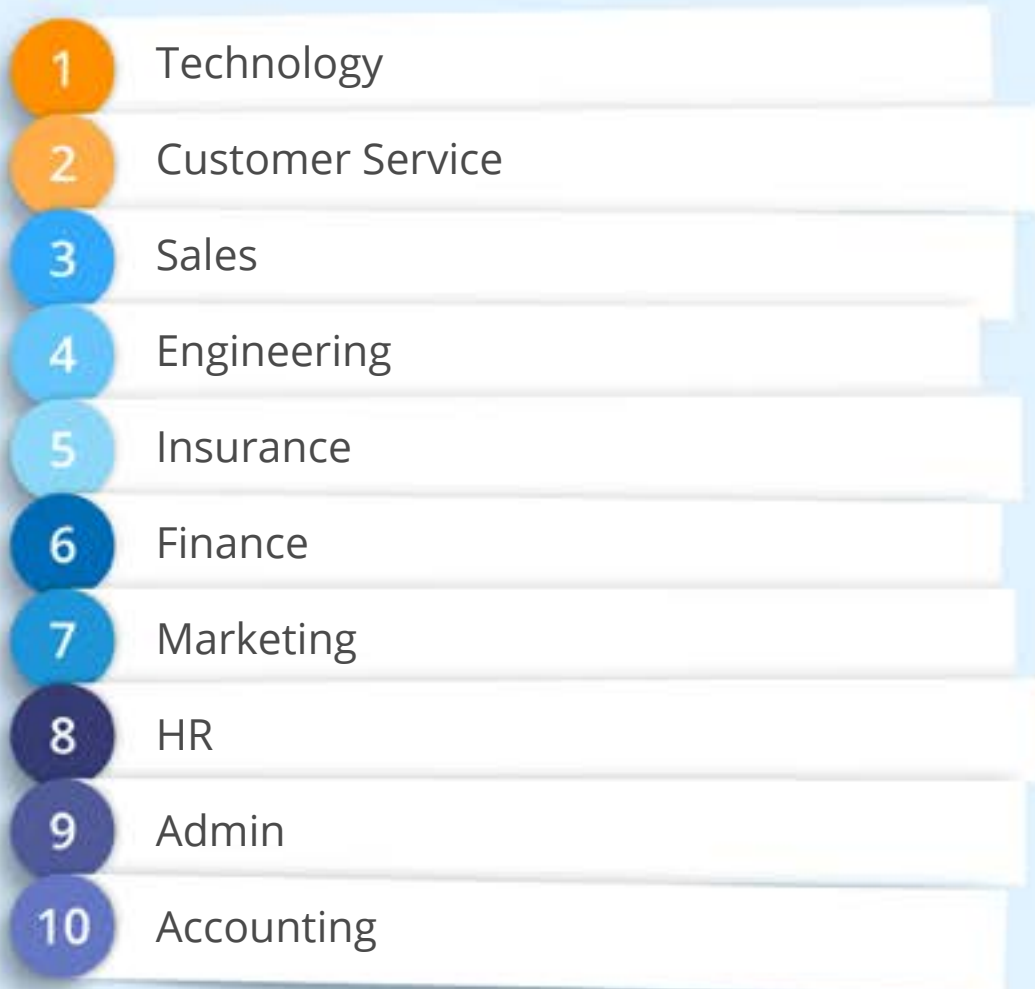 1 Technology
2 Customer Service
3 Sales
4 Engineering
5 Insurance
6 Finance
7 Marketing
8 HR
9 Admin
10 Accounting